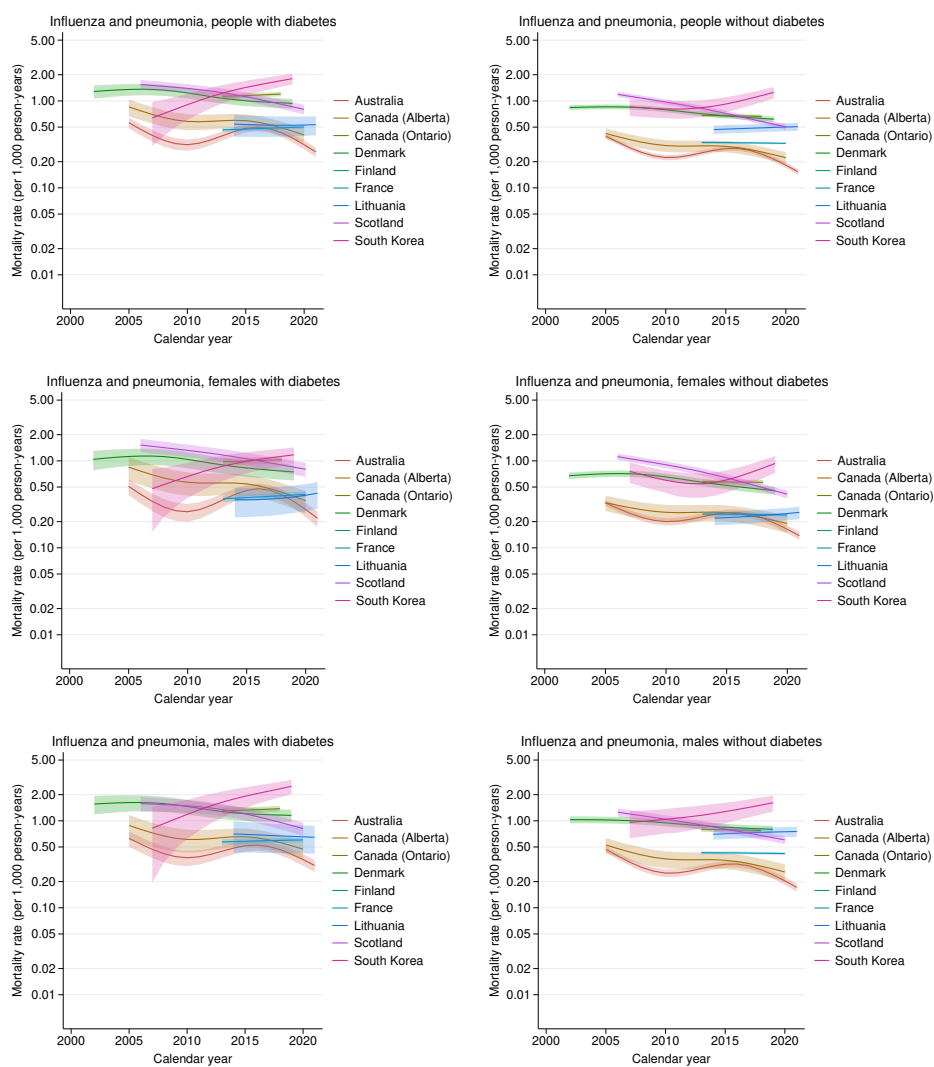 Influenza and pneumonia, people with diabetes
Mortality rate (per 1,000 person-years)
5.00
2.00
1.00
0.50
0.20
0.10
0.05
0.02
0.01
2000 2005 2010 2015 2020
Calendar year
Australia
Canada (Alberta)
Canada (Ontario)
Denmark
Finland
France
Lithuania
Scotland
South Korea
Influenza and pneumonia, people without diabetes
Mortality rate (per 1,000 person-years)
5.00
2.00
1.00
0.50
0.20
0.10
0.05
0.02
0.01
2000 2005 2010 2015 2020
Calendar year
Australia
Canada (Alberta)
Canada (Ontario)
Denmark
Finland
France
Lithuania
Scotland
South Korea
Influenza and pneumonia, females with diabetes
Mortality rate (per 1,000 person-years)
5.00
2.00
1.00
0.50
0.20
0.10
0.05
0.02
0.01
2000 2005 2010 2015 2020
Calendar year
Australia
Canada (Alberta)
Canada (Ontario)
Denmark
Finland
France
Lithuania
Scotland
South Korea
Influenza and pneumonia, females without diabetes
Mortality rate (per 1,000 person-years)
5.00
2.00
1.00
0.50
0.20
0.10
0.05
0.02
0.01
2000 2005 2010 2015 2020
Calendar year
Australia
Canada (Alberta)
Canada (Ontario)
Denmark
Finland
France
Lithuania
Scotland
South Korea
Influenza and pneumonia, males with diabetes
Mortality rate (per 1,000 person-years)
5.00
2.00
1.00
0.50
0.20
0.10
0.05
0.02
0.01
2000 2005 2010 2015 2020
Calendar year
Australia
Canada (Alberta)
Canada (Ontario)
Denmark
Finland
France
Lithuania
Scotland
South Korea
Influenza and pneumonia, males without diabetes
Mortality rate (per 1,000 person-years)
5.00
2.00
1.00
0.50
0.20
0.10
0.05
0.02
0.01
2000 2005 2010 2015 2020
Calendar year
Australia
Canada (Alberta)
Canada (Ontario)
Denmark
Finland
France
Lithuania
Scotland
South Korea